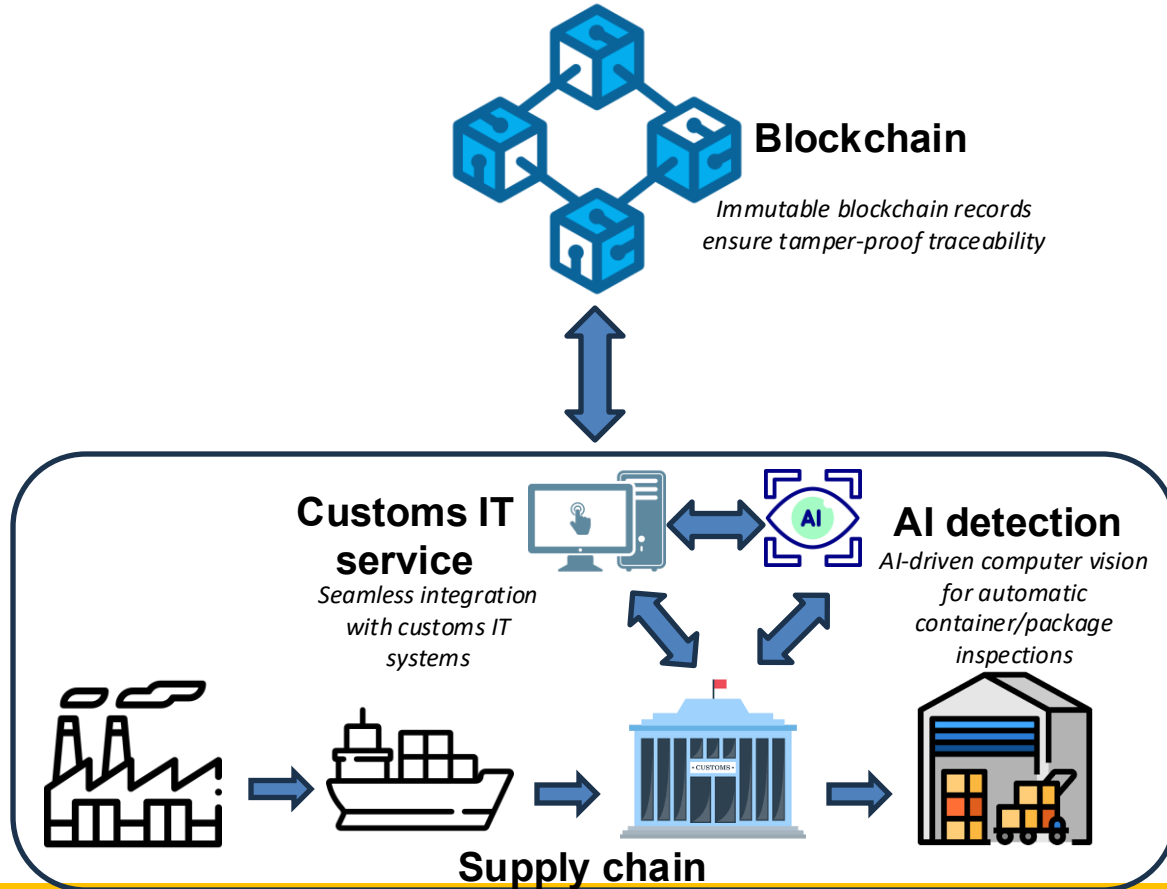 Blockchain
Immutable blockchain records
ensure tamper-proof traceability
Customs IT
service
Seamless integration
with customs IT
systems
AI
AI detection
AI-driven computer vision
for automatic
container/package
inspections
• CUSTOMS •
Supply chain